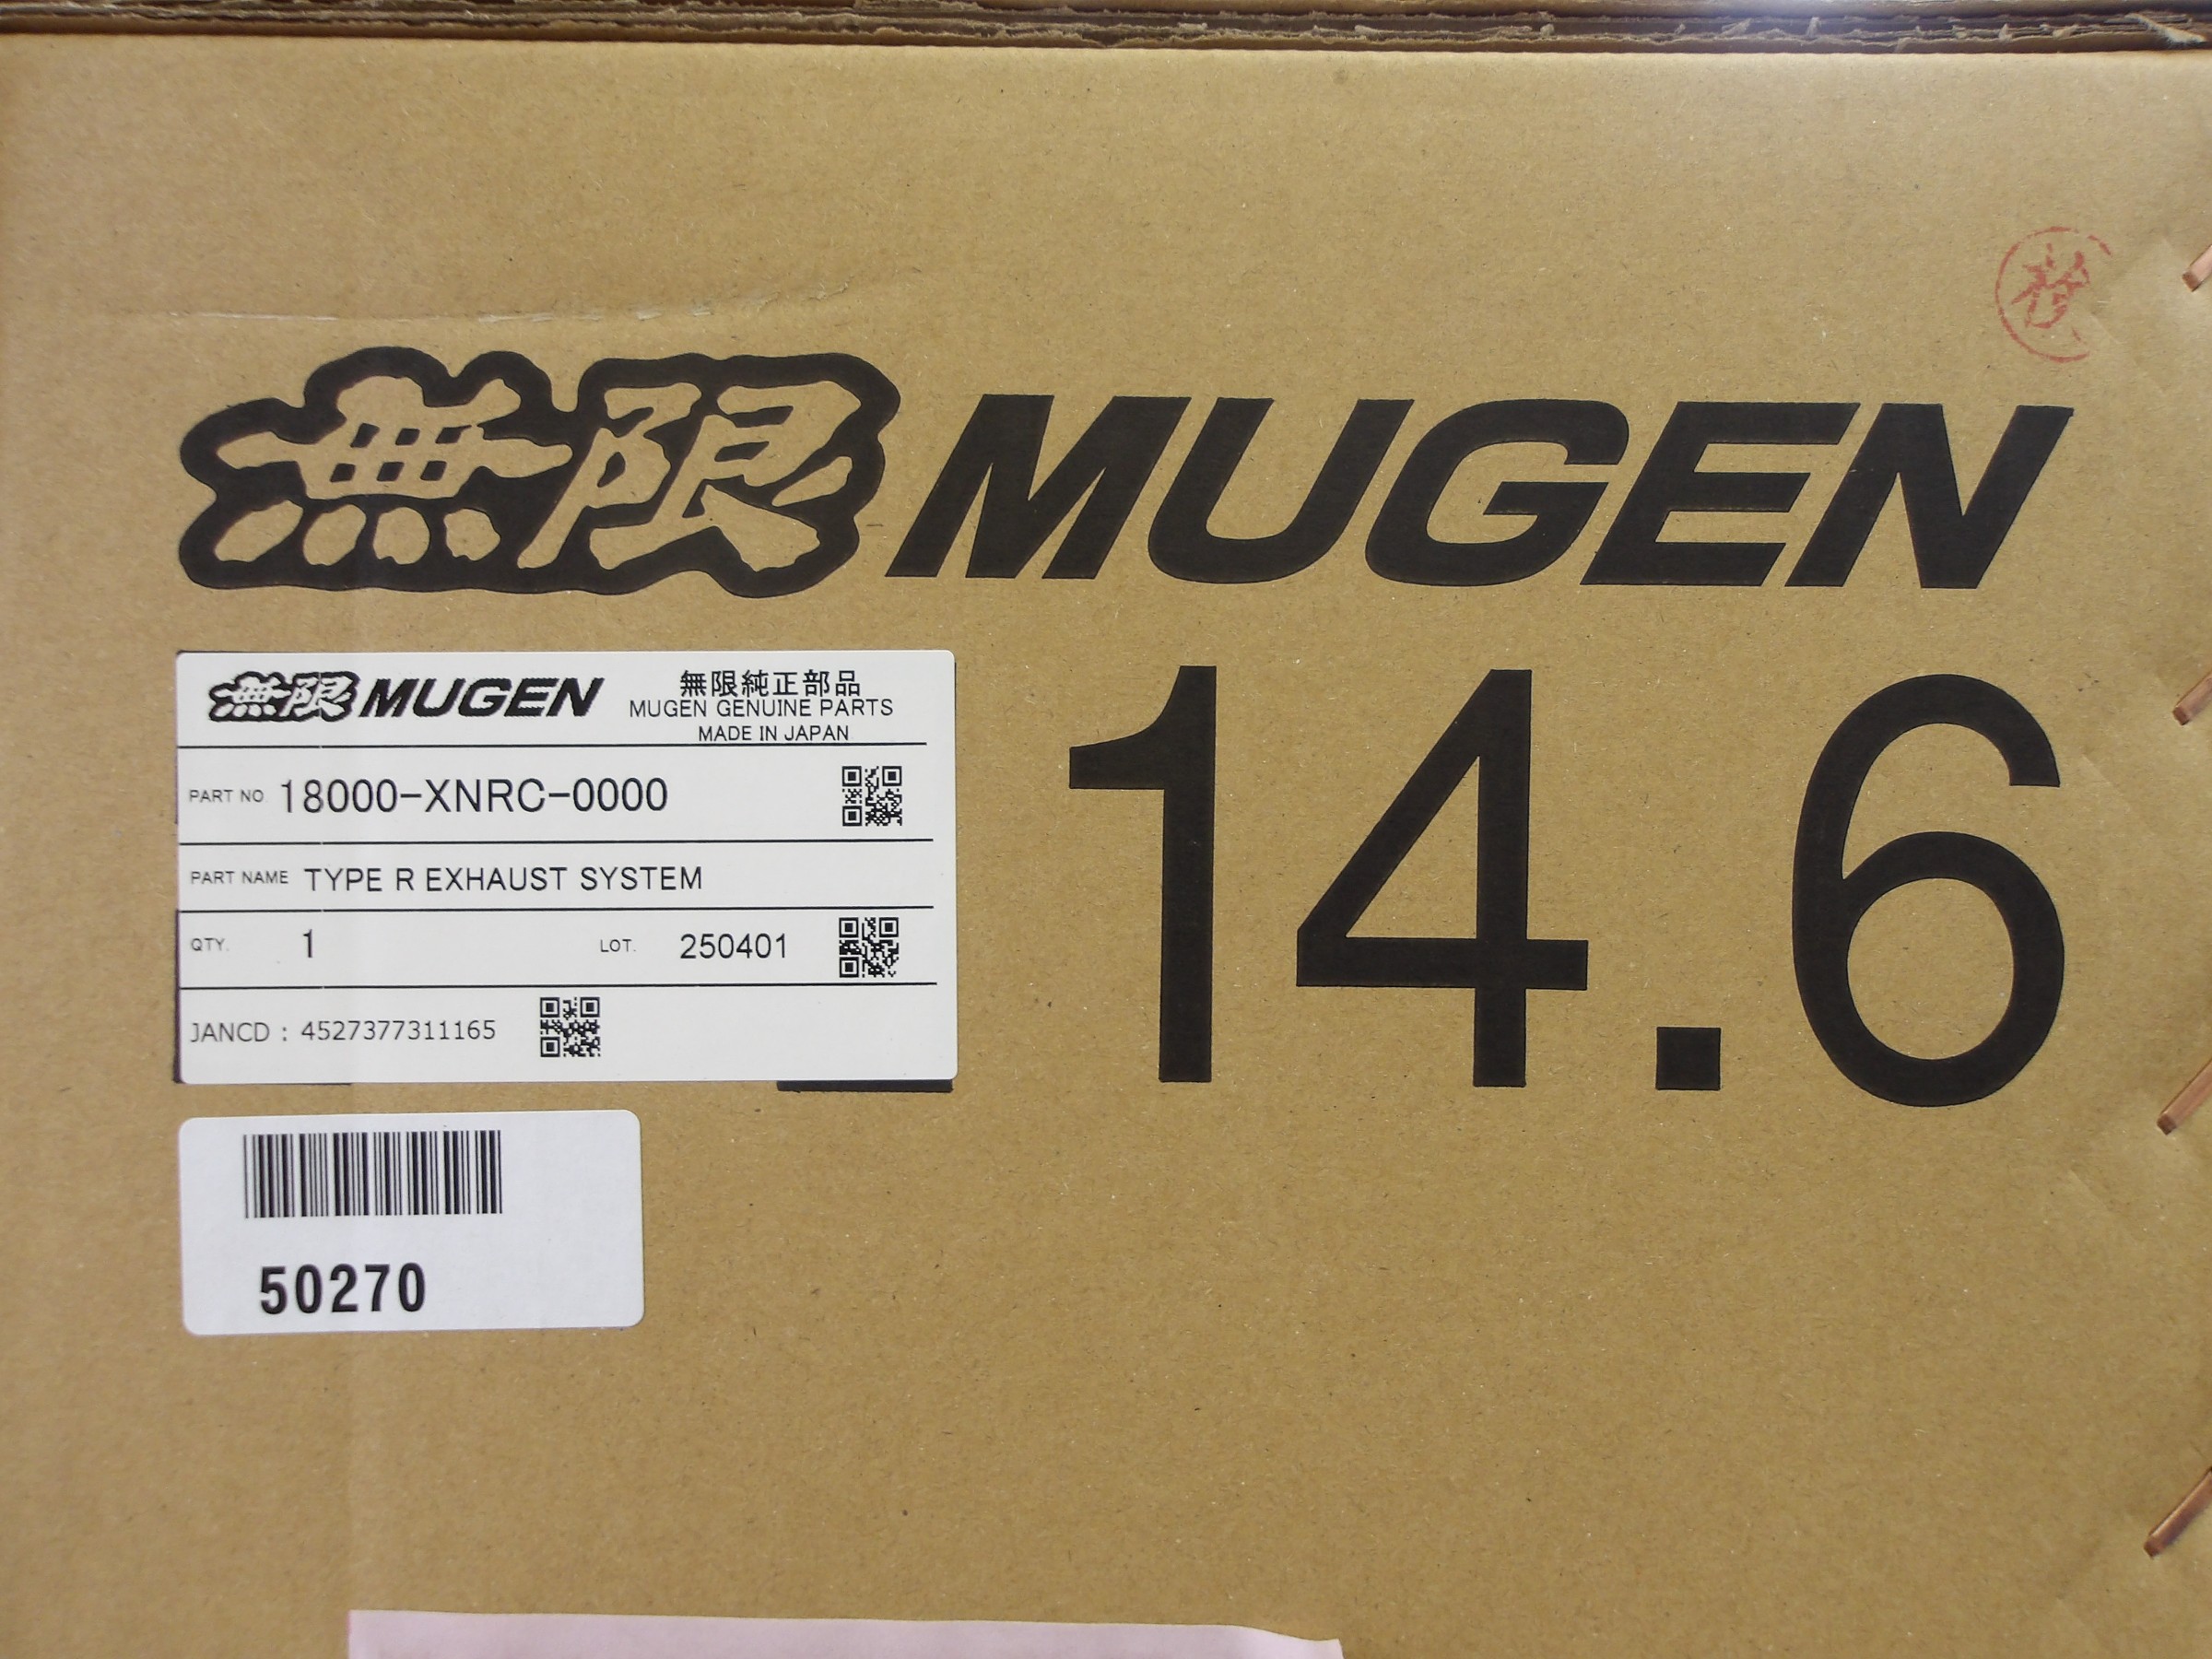 無限 MUGEN
14.6
無限 MUGEN
無限純正部品
MUGEN GENUINE PARTS
MADE IN JAPAN
PART NO. 18000-XNRC-0000
PART NAME TYPE R EXHAUST SYSTEM
QTY. 1 LOT. 250401
JANCD : 4527377311165
50270